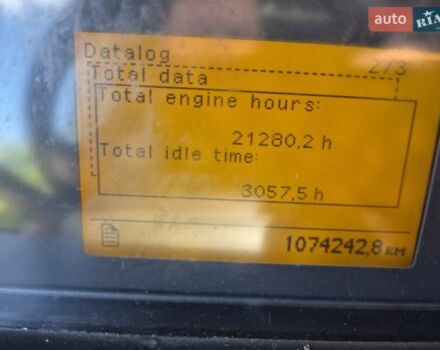 auto RIA
Datalog
2/3
Total data
Total engine hours:
21280,2 h
Total idle time:
3057,5 h
1074242,8 KM